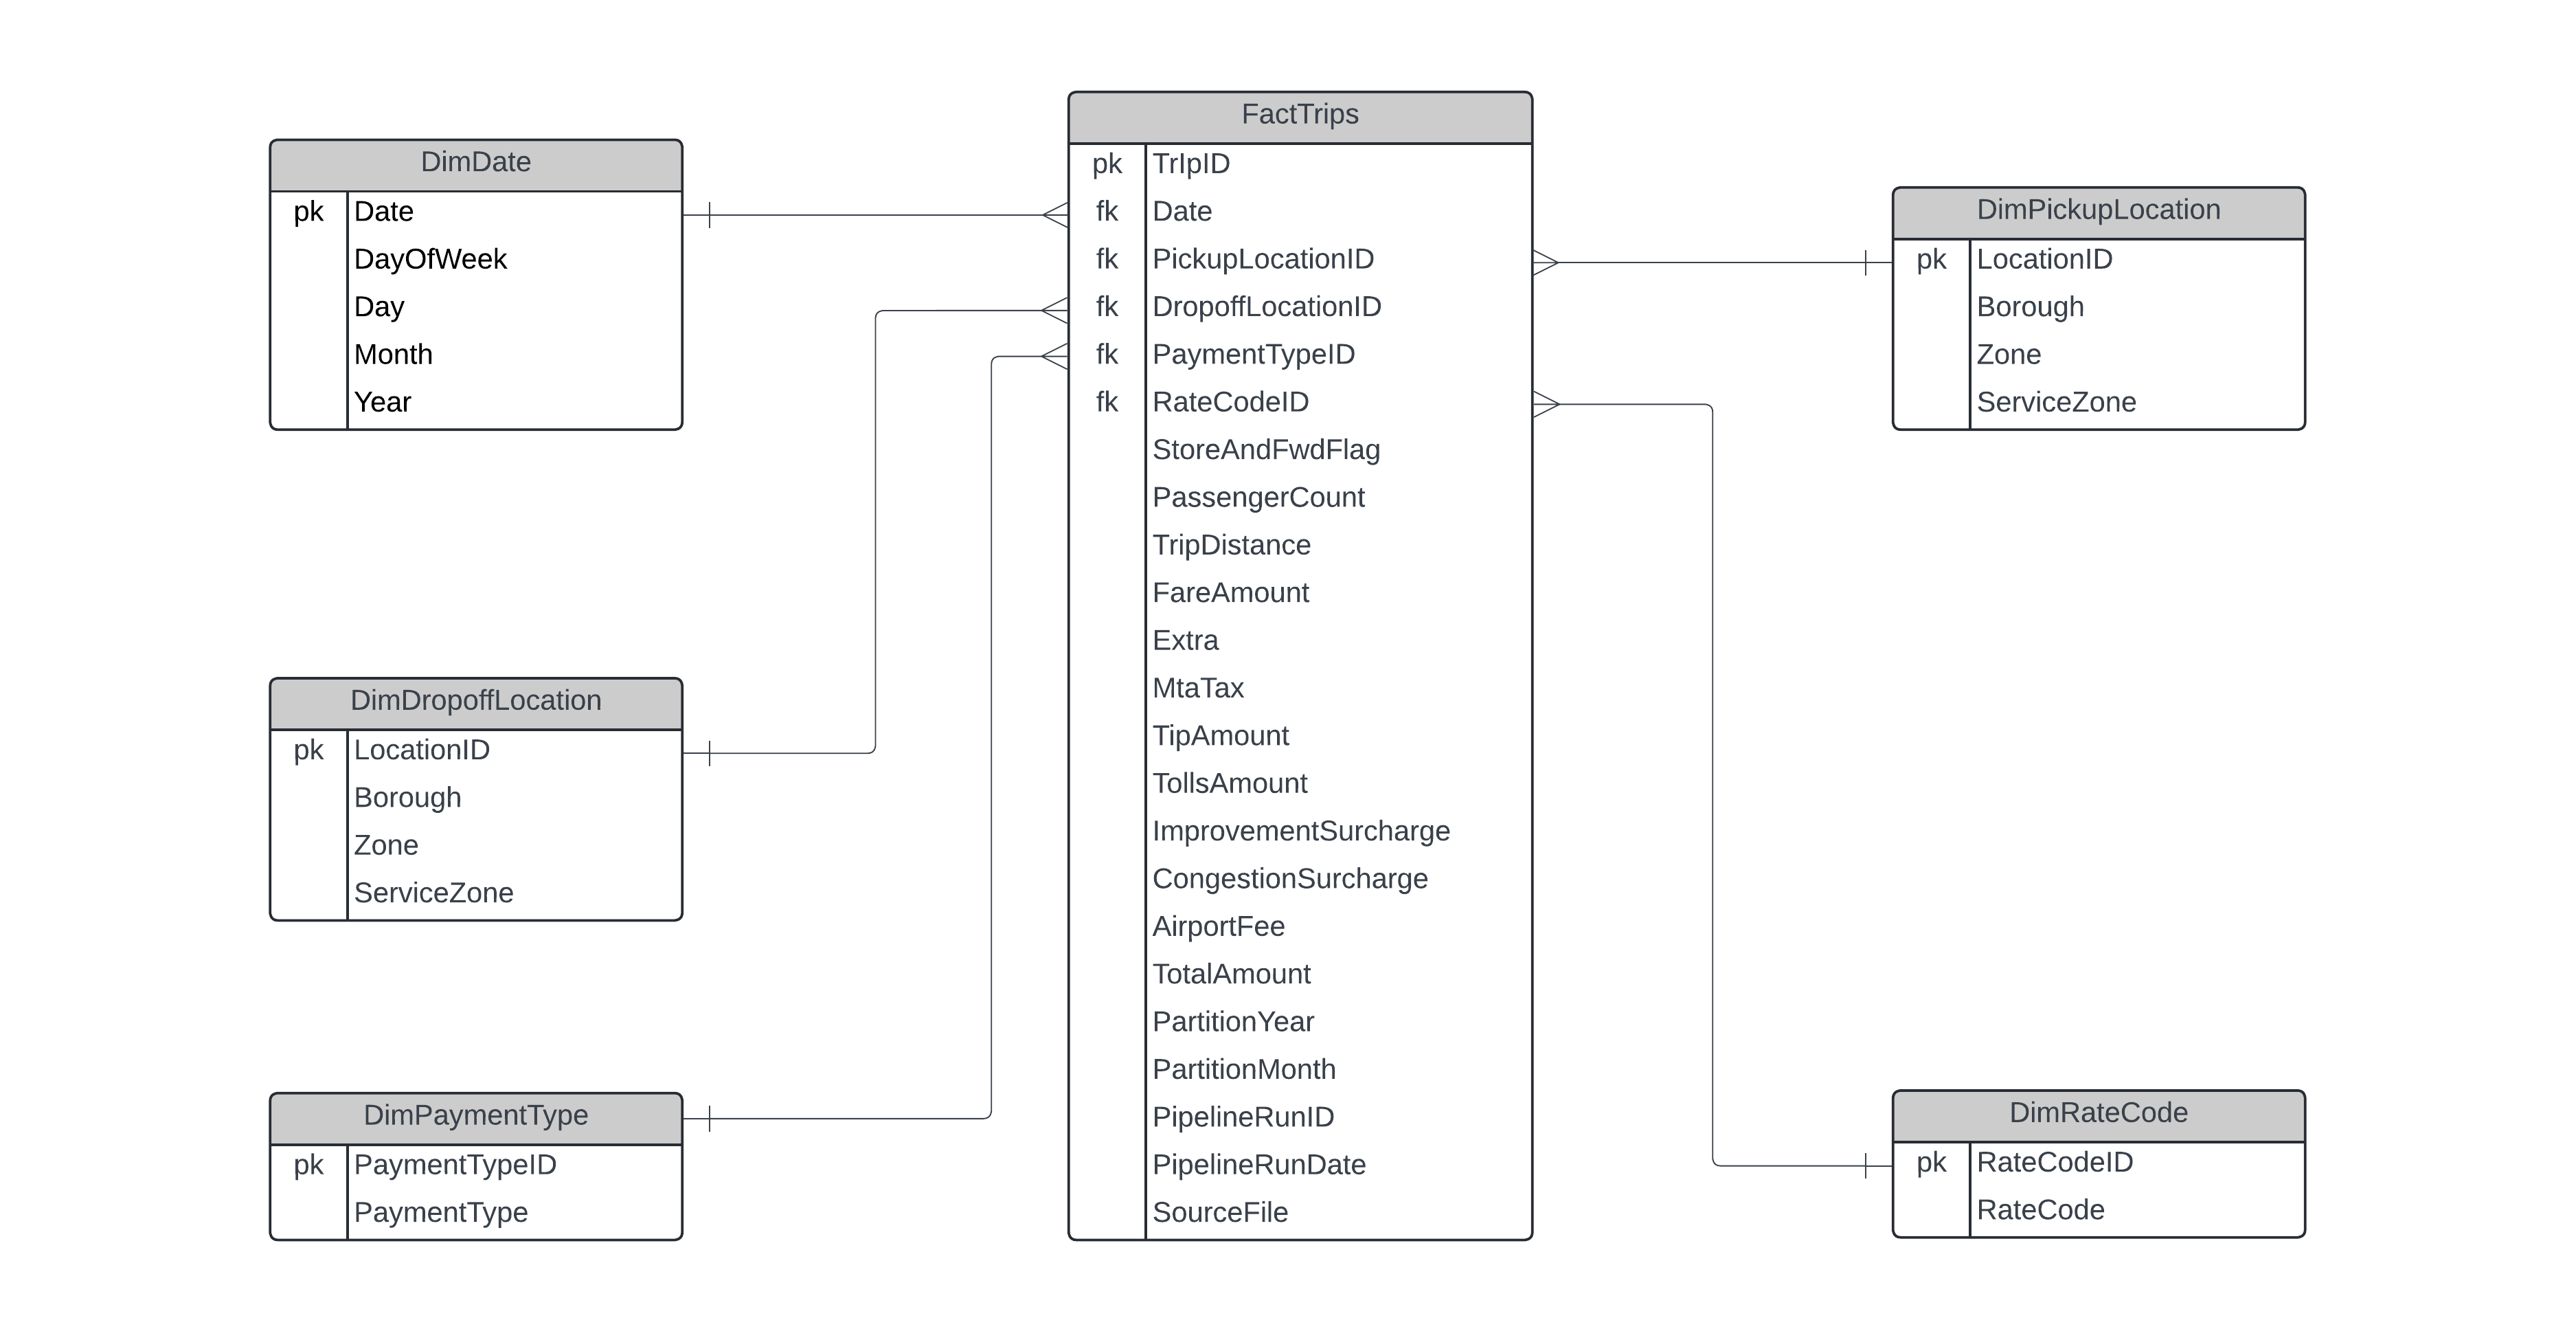 DimDate
pk Date
DayOfWeek
Day
Month
Year
DimDropoffLocation
pk LocationID
Borough
Zone
ServiceZone
DimPaymentType
pk PaymentTypeID
PaymentType
FactTrips
pk TrIpID
fk Date
fk PickupLocationID
fk DropoffLocationID
fk PaymentTypeID
fk RateCodeID
StoreAndFwdFlag
PassengerCount
TripDistance
FareAmount
Extra
MtaTax
TipAmount
TollsAmount
ImprovementSurcharge
CongestionSurcharge
AirportFee
TotalAmount
PartitionYear
PartitionMonth
PipelineRunID
PipelineRunDate
SourceFile
DimPickupLocation
pk LocationID
Borough
Zone
ServiceZone
DimRateCode
pk RateCodeID
RateCode